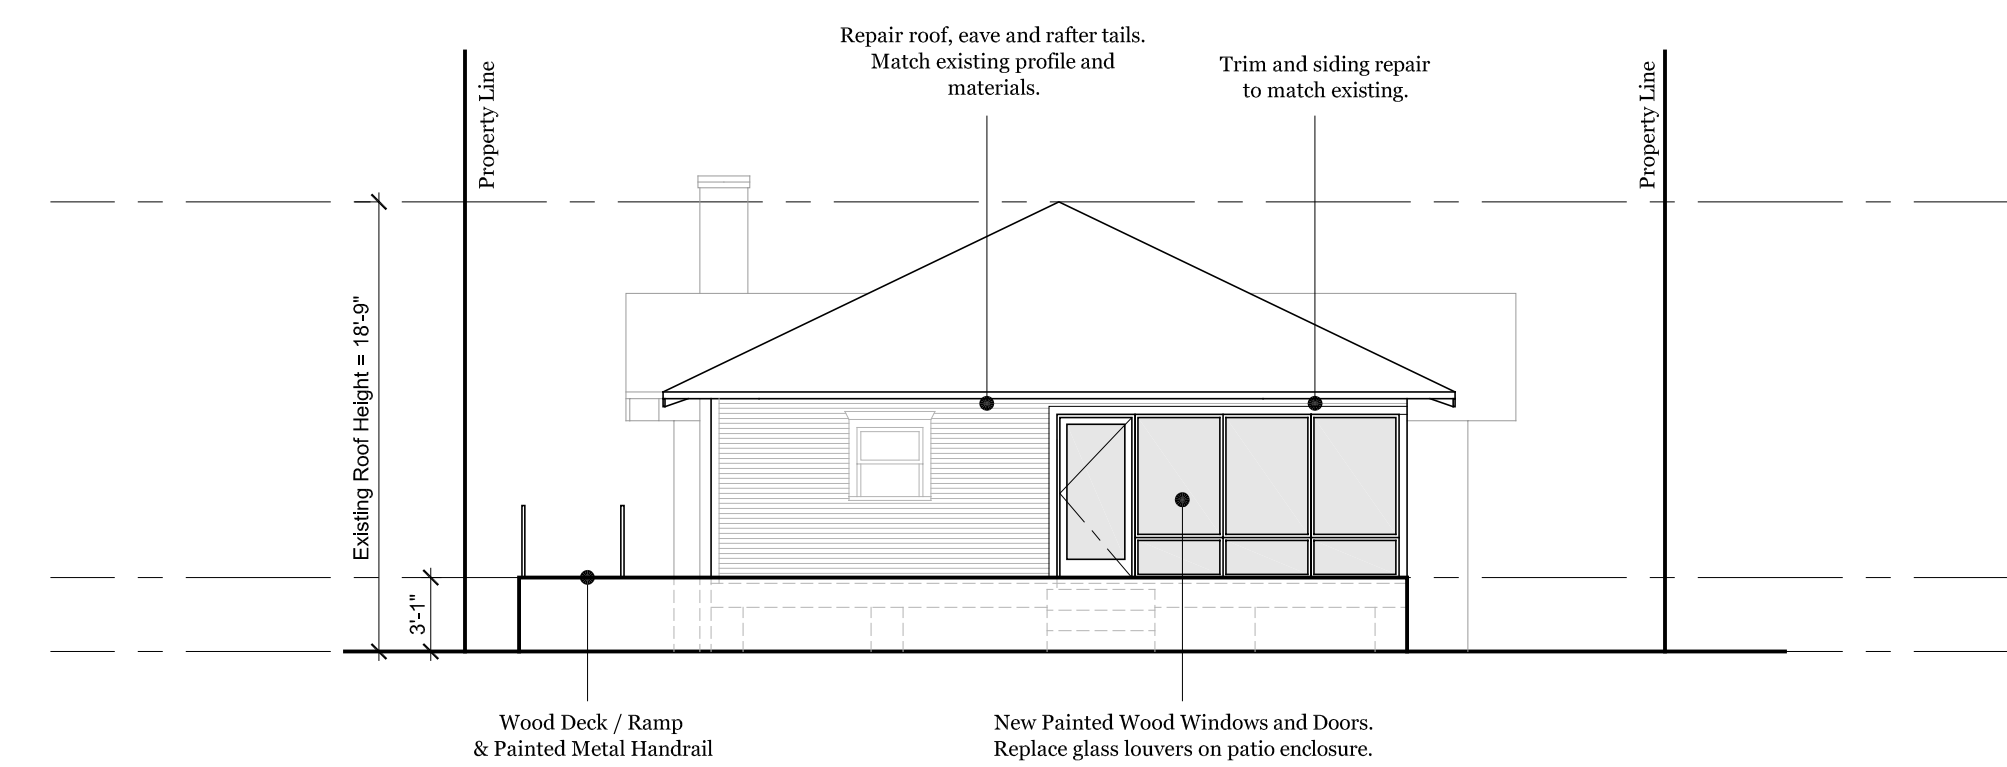 Repair roof, eave and rafter tails.
Match existing profile and
materials.
Trim and siding repair
to match existing.
Property Line
Property Line
Existing Roof Height = 18'-9"
3'-1"
Wood Deck / Ramp
& Painted Metal Handrail
New Painted Wood Windows and Doors.
Replace glass louvers on patio enclosure.